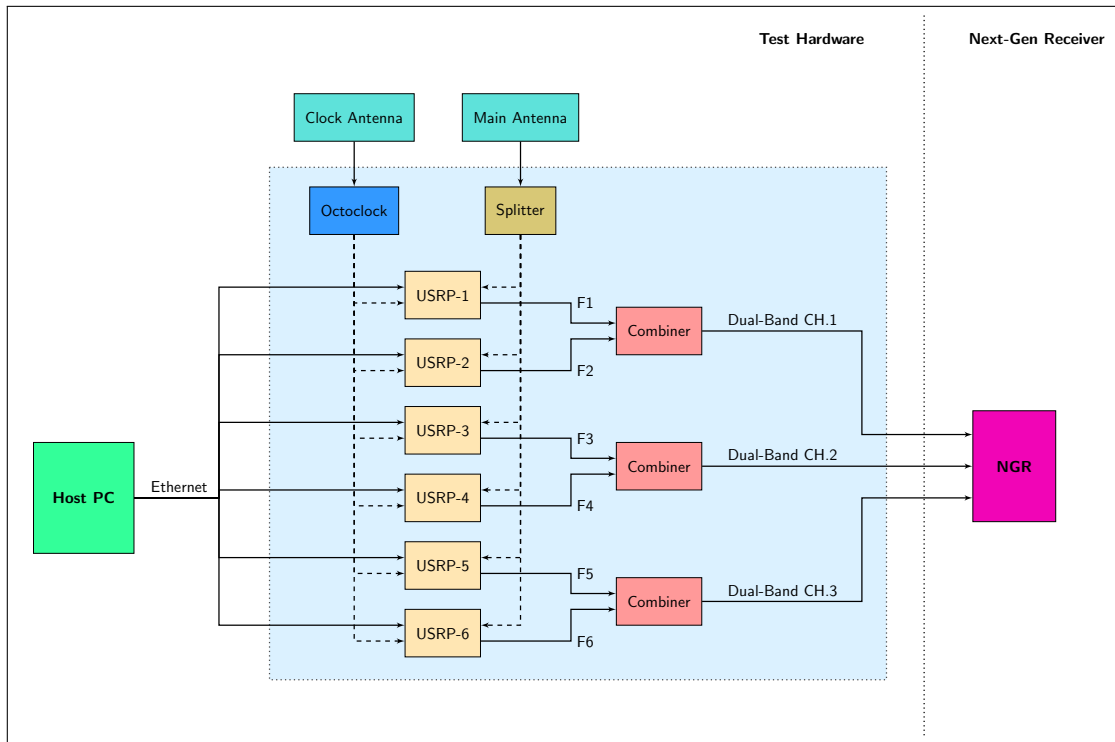 Test Hardware
Next-Gen Receiver
Clock Antenna
Main Antenna
Octoclock
Splitter
USRP-1
F1
Combiner
Dual-Band CH.1
USRP-2
F2
USRP-3
F3
Combiner
Dual-Band CH.2
NGR
Host PC
Ethernet
USRP-4
F4
USRP-5
F5
Combiner
Dual-Band CH.3
USRP-6
F6